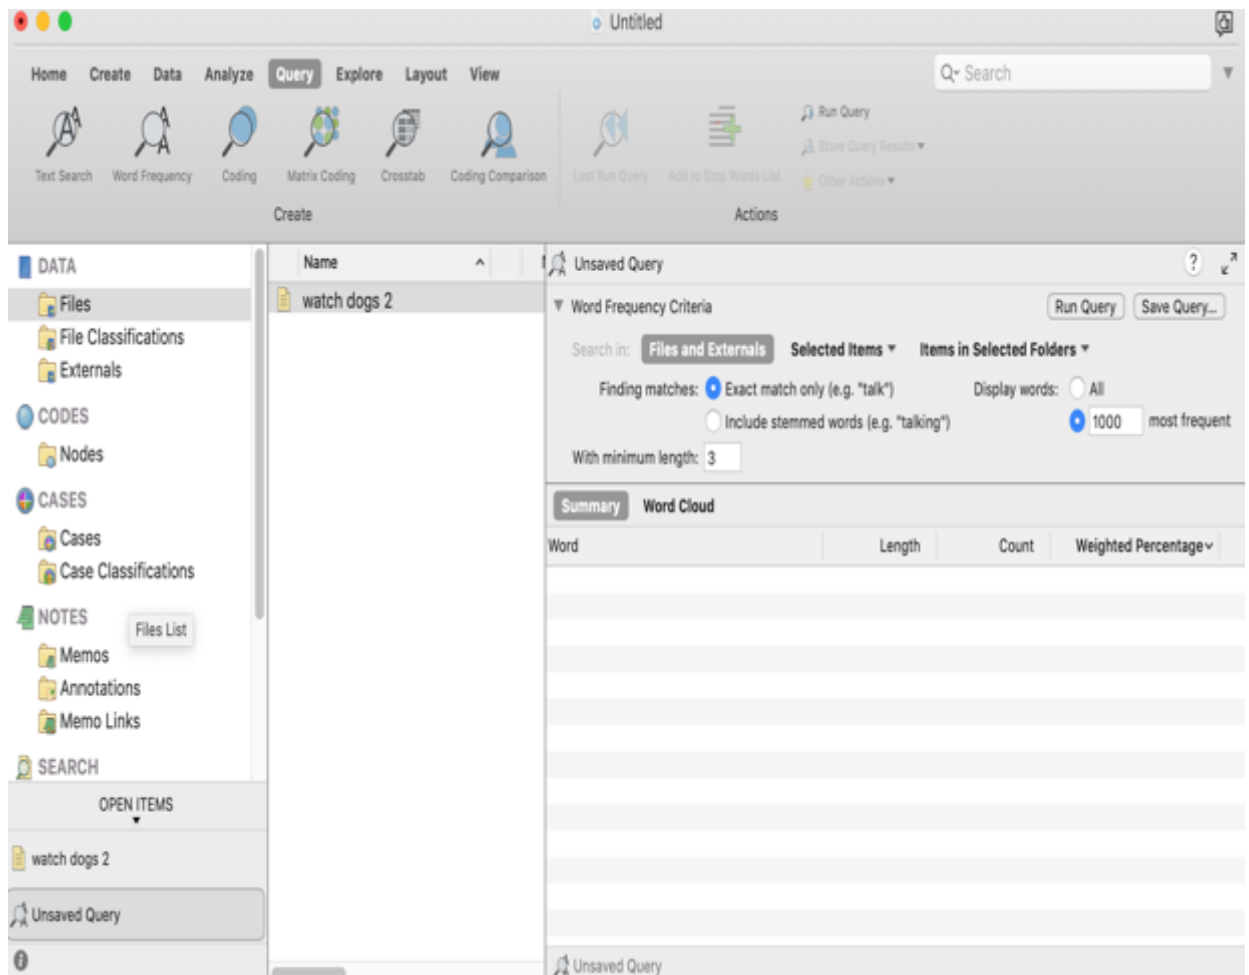 Untitled
Home Create Data Analyze Query Explore Layout View
Search
Text Search Word Frequency Coding Matrix Coding Crosstab Coding Comparison
Create
Last Run Query Add to Stop Words List
Run Query
Store Query Results
Other Actions
Actions
DATA
Files
File Classifications
Externals
CODES
Nodes
CASES
Cases
Case Classifications
NOTES
Files List
Memos
Annotations
Memo Links
SEARCH
OPEN ITEMS
watch dogs 2
Unsaved Query
Name
watch dogs 2
Unsaved Query
?
Word Frequency Criteria Run Query Save Query...
Search in: Files and Externals Selected Items Items in Selected Folders
Finding matches: Exact match only (e.g. "talk") Display words: All
Include stemmed words (e.g. "talking") 1000 most frequent
With minimum length: 3
Summary Word Cloud
Word Length Count Weighted Percentage
Unsaved Query